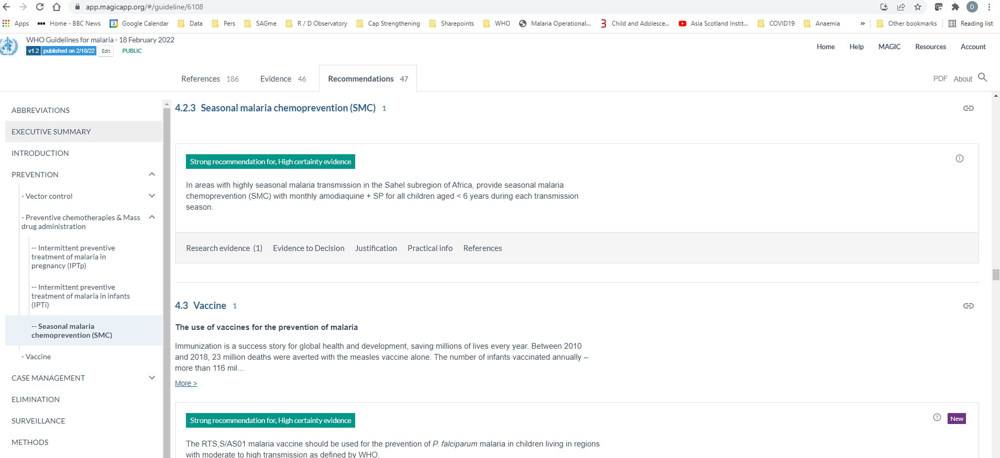 app.magicapp.org/#/guideline/6108
D
Apps
Home - BBC News
3 Google Calendar
Data
Pers
SAGme
R / D Observatory
Cap Strengthening
Sharepoints
WHO
Malaria Operational...
Child and Adolesce...
Asia Scotland Instit...
COVID19
Anaemia
»
Other bookmarks
Reading list
WHO Guidelines for malaria - 18 February 2022
v1.2 published on 2/18/22 Edit PUBLIC
Home Help MAGIC Resources Account
References 186 Evidence 46 Recommendations 47
PDF About
ABBREVIATIONS
EXECUTIVE SUMMARY
INTRODUCTION
PREVENTION
- Vector control
- Preventive chemotherapies & Mass
drug administration
-- Intermittent preventive
treatment of malaria in
pregnancy (IPTp)
-- Intermittent preventive
treatment of malaria in infants
(IPTi)
-- Seasonal malaria
chemoprevention (SMC)
- Vaccine
CASE MANAGEMENT
ELIMINATION
SURVEILLANCE
METHODS
4.2.3 Seasonal malaria chemoprevention (SMC) 1
Strong recommendation for, High certainty evidence
In areas with highly seasonal malaria transmission in the Sahel subregion of Africa, provide seasonal malaria
chemoprevention (SMC) with monthly amodiaquine + SP for all children aged < 6 years during each transmission
season.
Research evidence (1) Evidence to Decision Justification Practical info References
4.3 Vaccine 1
The use of vaccines for the prevention of malaria
Immunization is a success story for global health and development, saving millions of lives every year. Between 2010
and 2018, 23 million deaths were averted with the measles vaccine alone. The number of infants vaccinated annually –
more than 116 mil...
More >
Strong recommendation for, High certainty evidence
New
The RTS,S/AS01 malaria vaccine should be used for the prevention of P. falciparum malaria in children living in regions
with moderate to high transmission as defined by WHO.